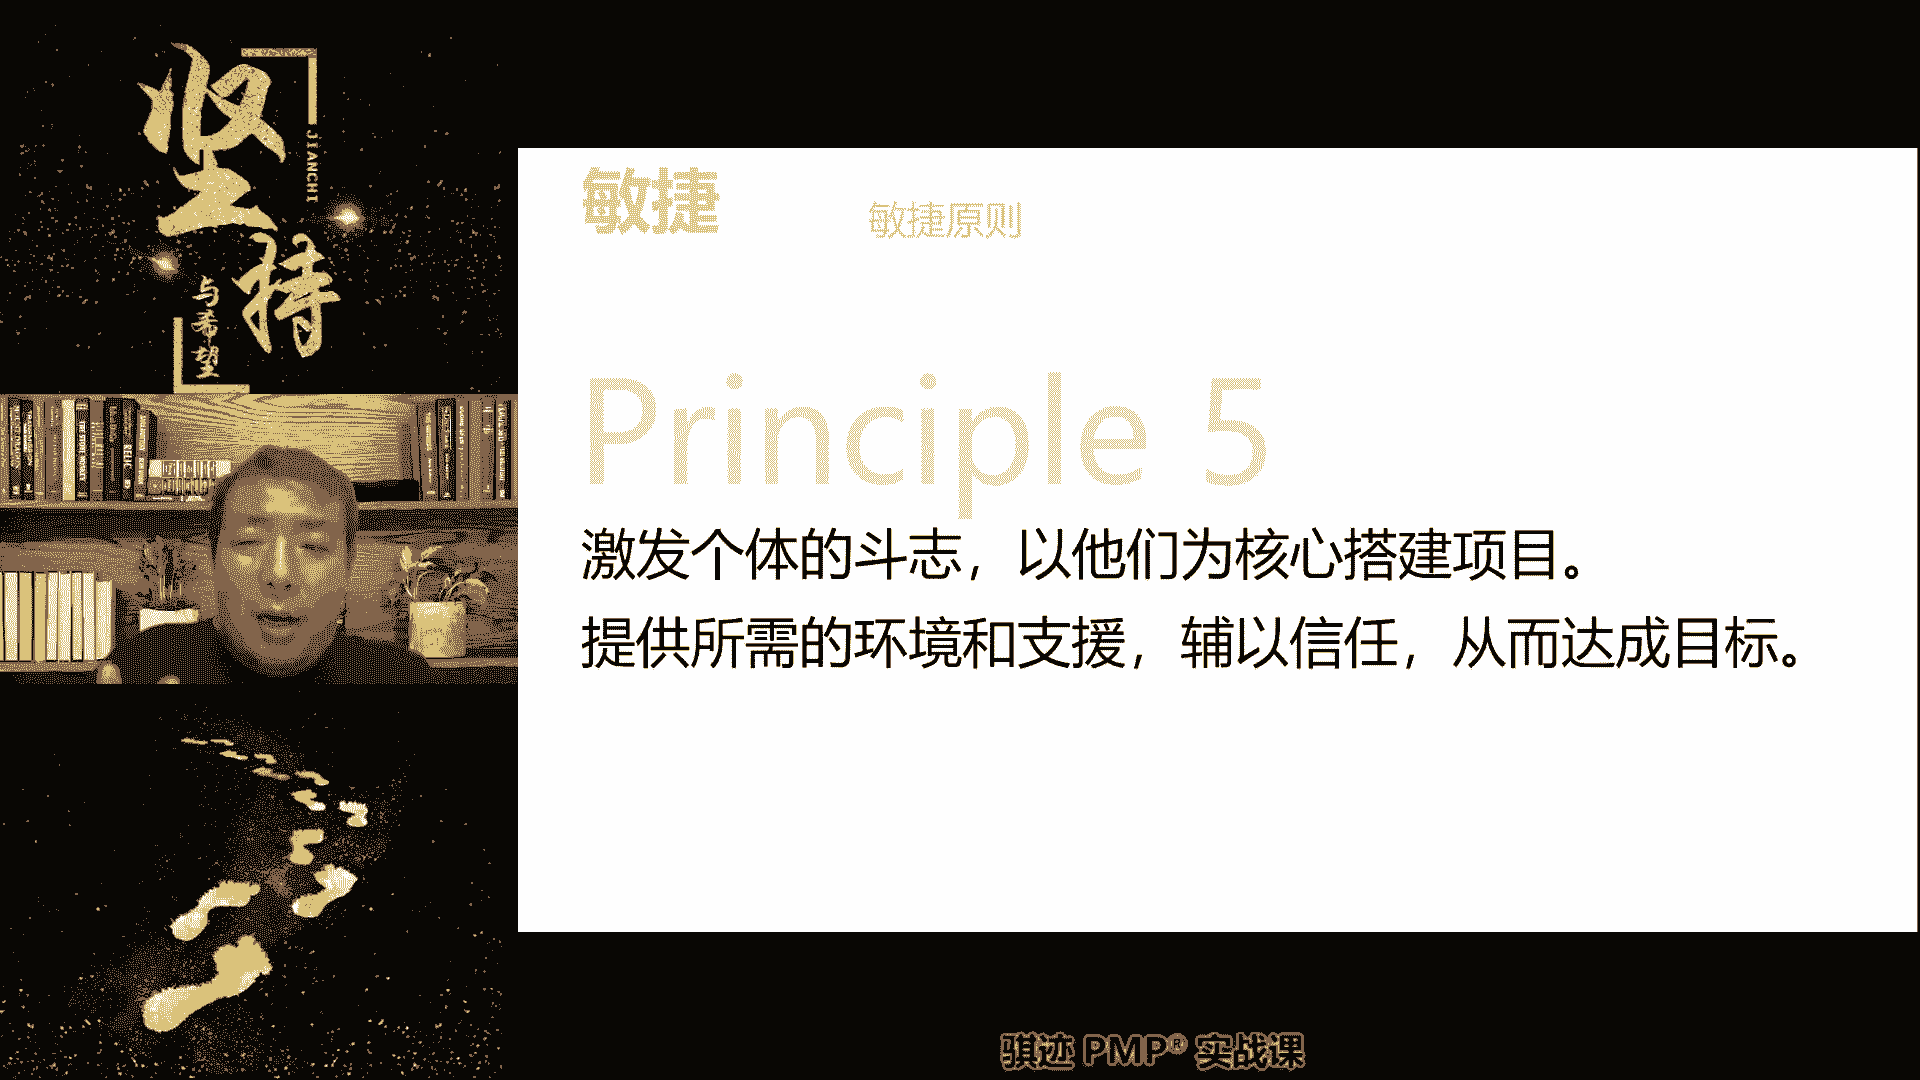 坚持
JIANCHI
与希望
敏捷
敏捷原则
Principle 5
激发个体的斗志，以他们为核心搭建项目。
提供所需的环境和支援，辅以信任，从而达成目标。
骐迹 PMP® 实战课